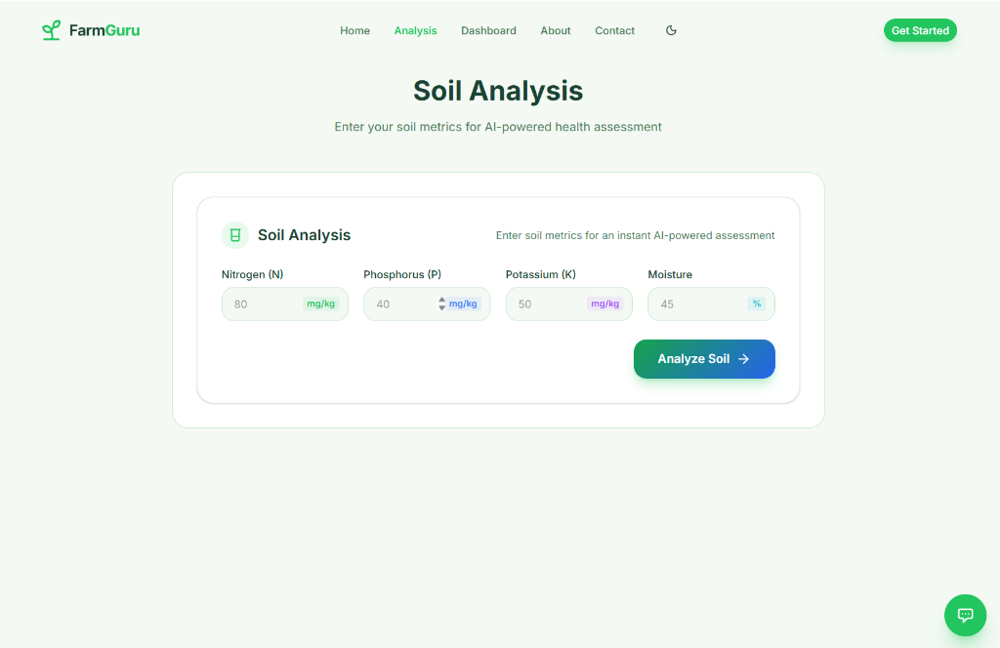 FarmGuru
Home Analysis Dashboard About Contact
Get Started
Soil Analysis
Enter your soil metrics for AI-powered health assessment
Soil Analysis
Enter soil metrics for an instant AI-powered assessment
Nitrogen (N) Phosphorus (P) Potassium (K) Moisture
80 mg/kg 40 mg/kg 50 mg/kg 45 %
Analyze Soil →